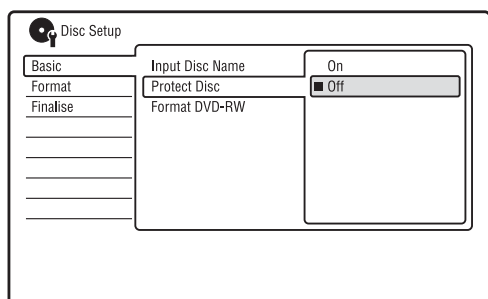 Disc Setup
Basic
Format
Finalise
Input Disc Name
Protect Disc
Format DVD-RW
On
Off